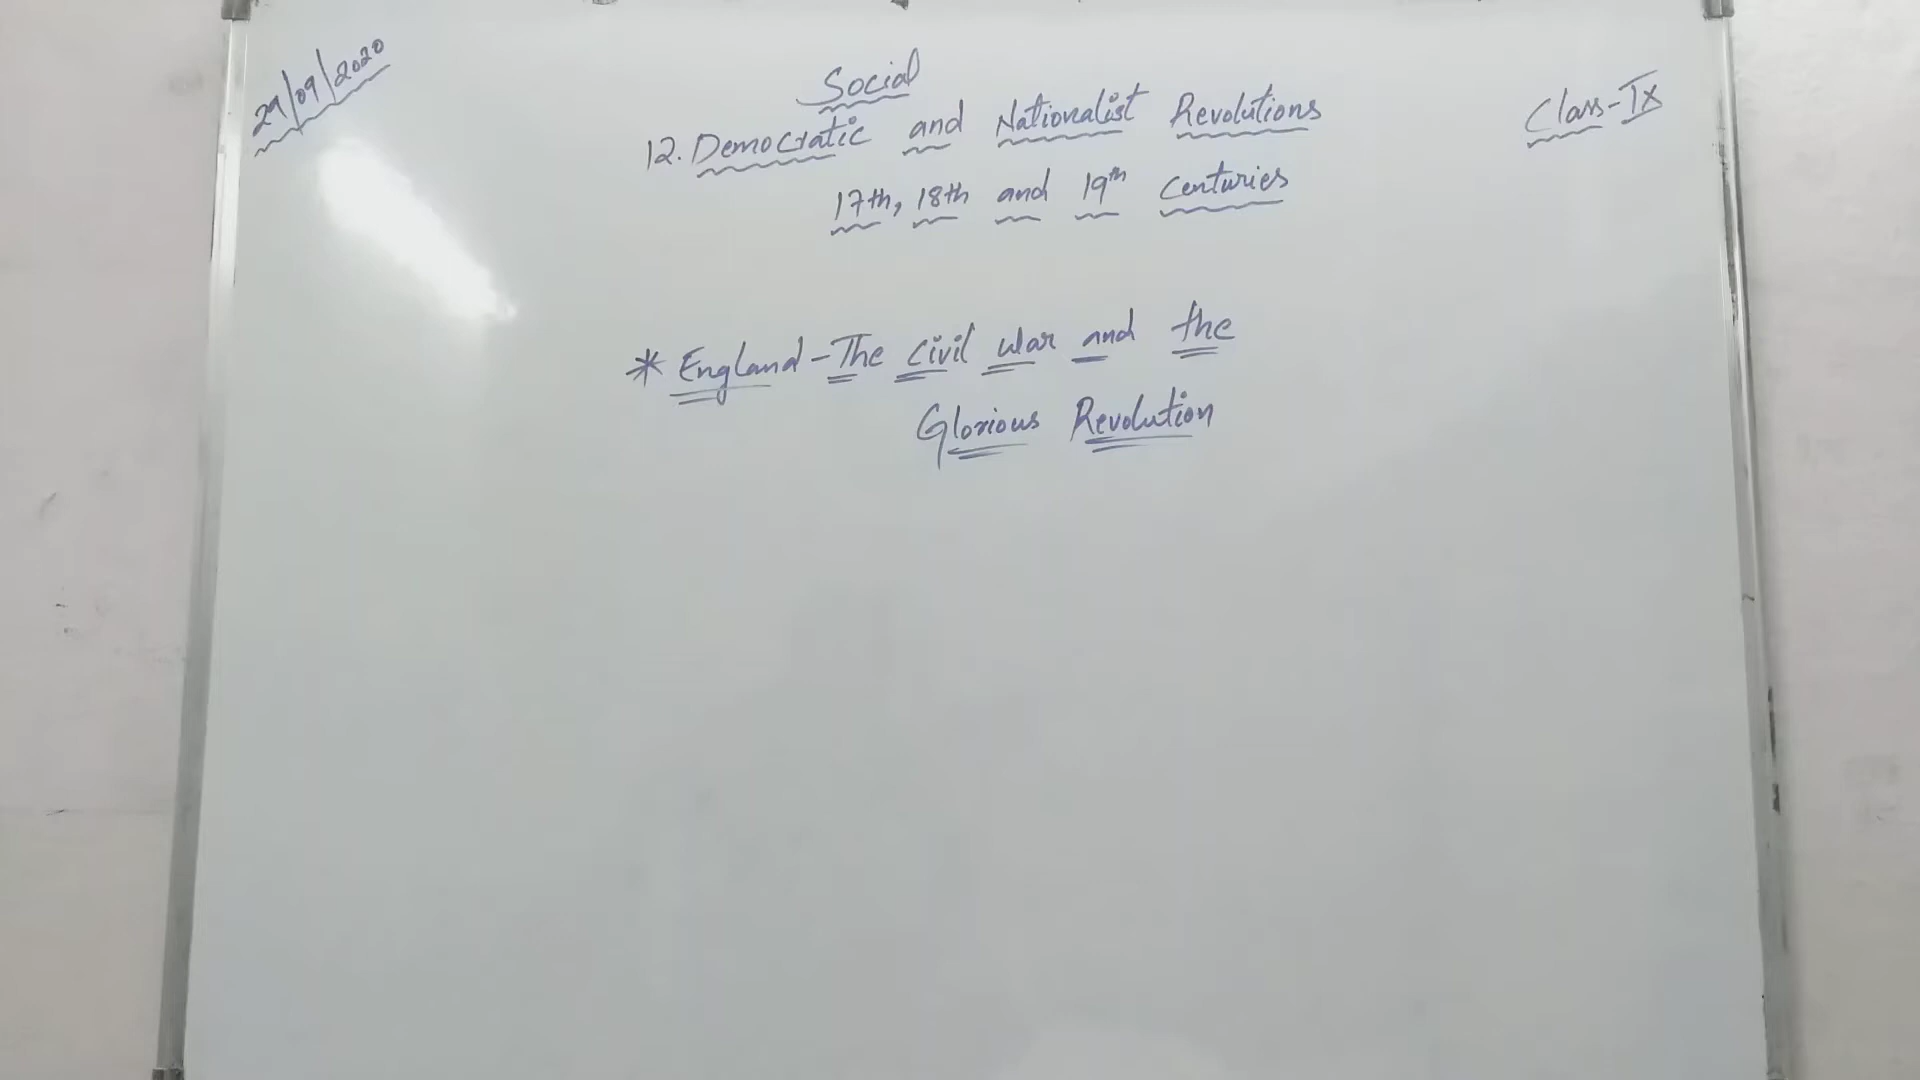 29/09/2020
Social
Class-IX
12. Democratic and Nationalist Revolutions
17th, 18th and 19th Centuries
* England - The Civil War and the
Glorious Revolution